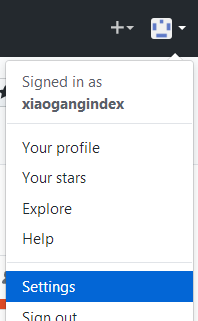 Signed in as
xiaogangindex
Your profile
Your stars
Explore
Help
Settings
Sign out